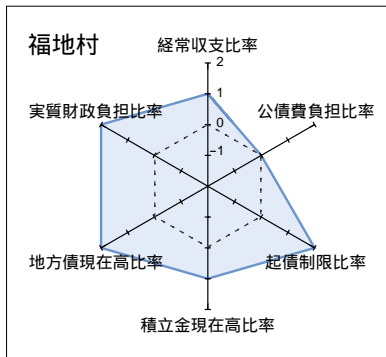 福地村
経常収支比率
2
1
0
-1
公債費負担比率
実質財政負担比率
地方債現在高比率
起債制限比率
積立金現在高比率